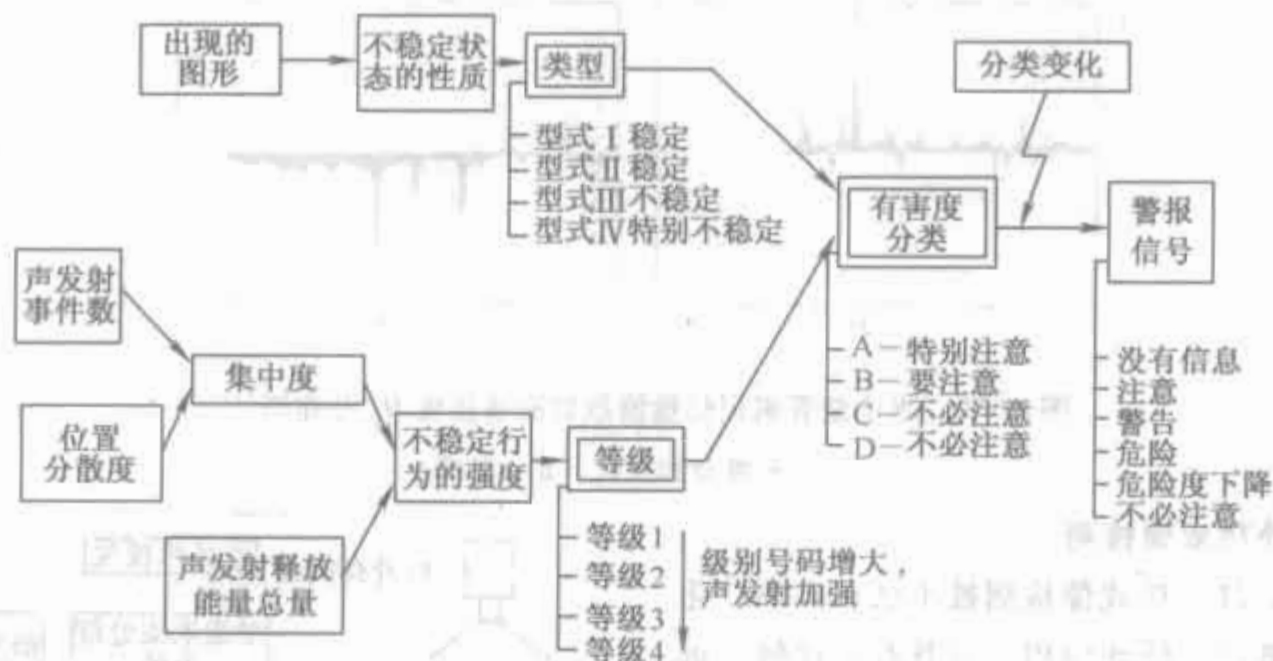 出现的
图形
不稳定状
态的性质
类型
型式Ⅰ稳定
型式Ⅱ稳定
型式Ⅲ不稳定
型式Ⅳ特别不稳定
分类变化
有害度
分类
A－特别注意
B－要注意
C－不必注意
D－不必注意
警报
信号
没有信息
注意
警告
危险
危险度下降
不必注意
声发射
事件数
集中度
位置
分散度
不稳定行
为的强度
声发射释放
能量总量
等级
等级1
等级2
等级3
等级4
级别号码增大，
声发射加强